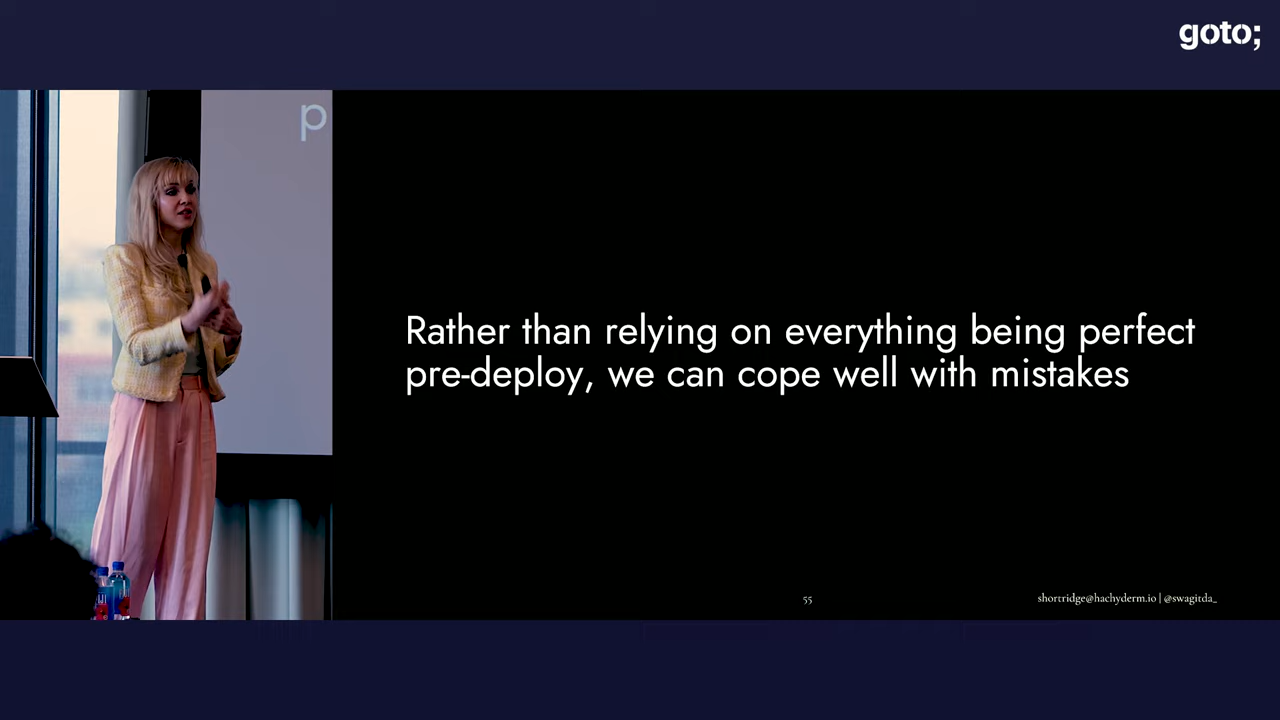 goto;
p
Rather than relying on everything being perfect
pre-deploy, we can cope well with mistakes
55
shortridge@hachyderm.io | @swagitda_